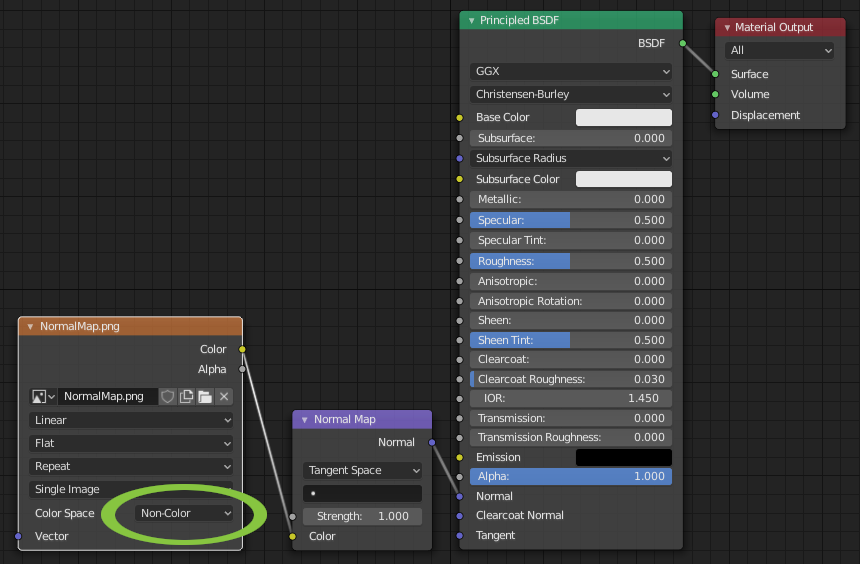 NormalMap.png
Color
Alpha
NormalMap.png
Linear
Flat
Repeat
Single Image
Color Space Non-Color
Vector
Normal Map
Normal
Tangent Space
Strength: 1.000
Color
Principled BSDF
BSDF
GGX
Christensen-Burley
Base Color
Subsurface: 0.000
Subsurface Radius
Subsurface Color
Metallic: 0.000
Specular: 0.500
Specular Tint: 0.000
Roughness: 0.500
Anisotropic: 0.000
Anisotropic Rotation: 0.000
Sheen: 0.000
Sheen Tint: 0.500
Clearcoat: 0.000
Clearcoat Roughness: 0.030
IOR: 1.450
Transmission: 0.000
Transmission Roughness: 0.000
Emission
Alpha: 1.000
Normal
Clearcoat Normal
Tangent
Material Output
All
Surface
Volume
Displacement